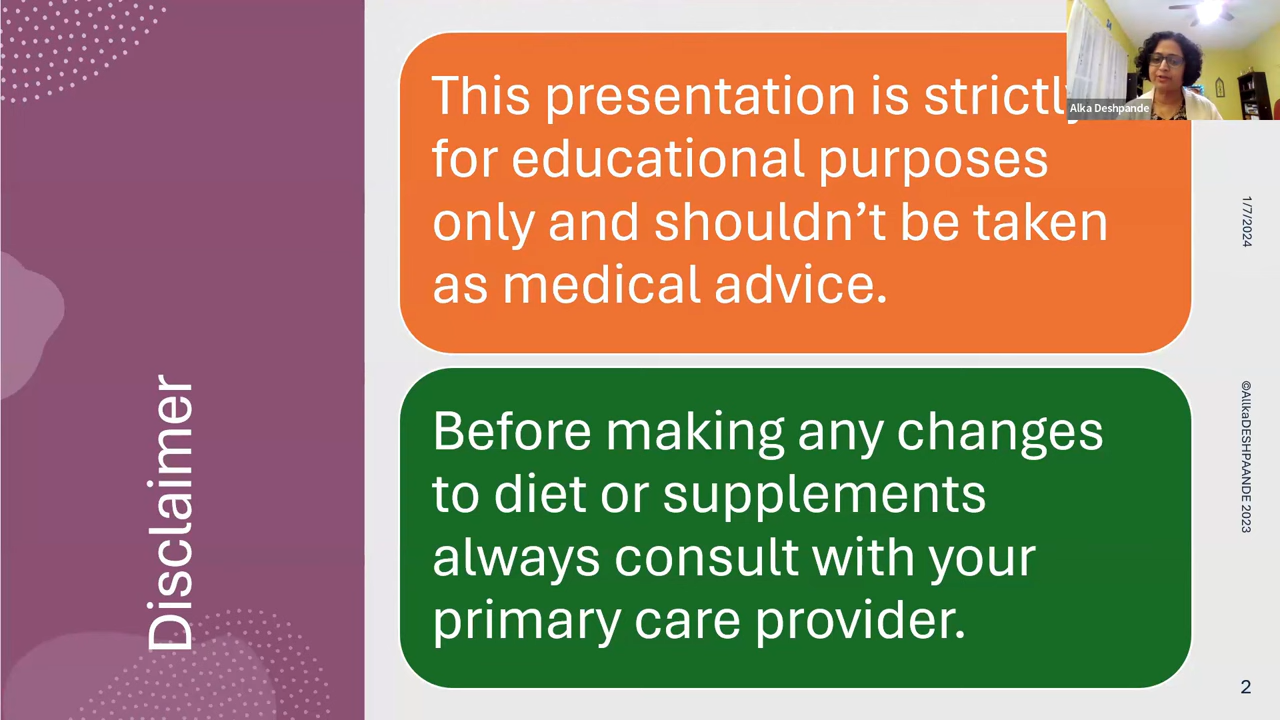 Disclaimer
This presentation is strictly
for educational purposes
only and shouldn’t be taken
as medical advice.
Before making any changes
to diet or supplements
always consult with your
primary care provider.
Alka Deshpande
1/7/2024
©AlkaDESHPAANDE 2023
2